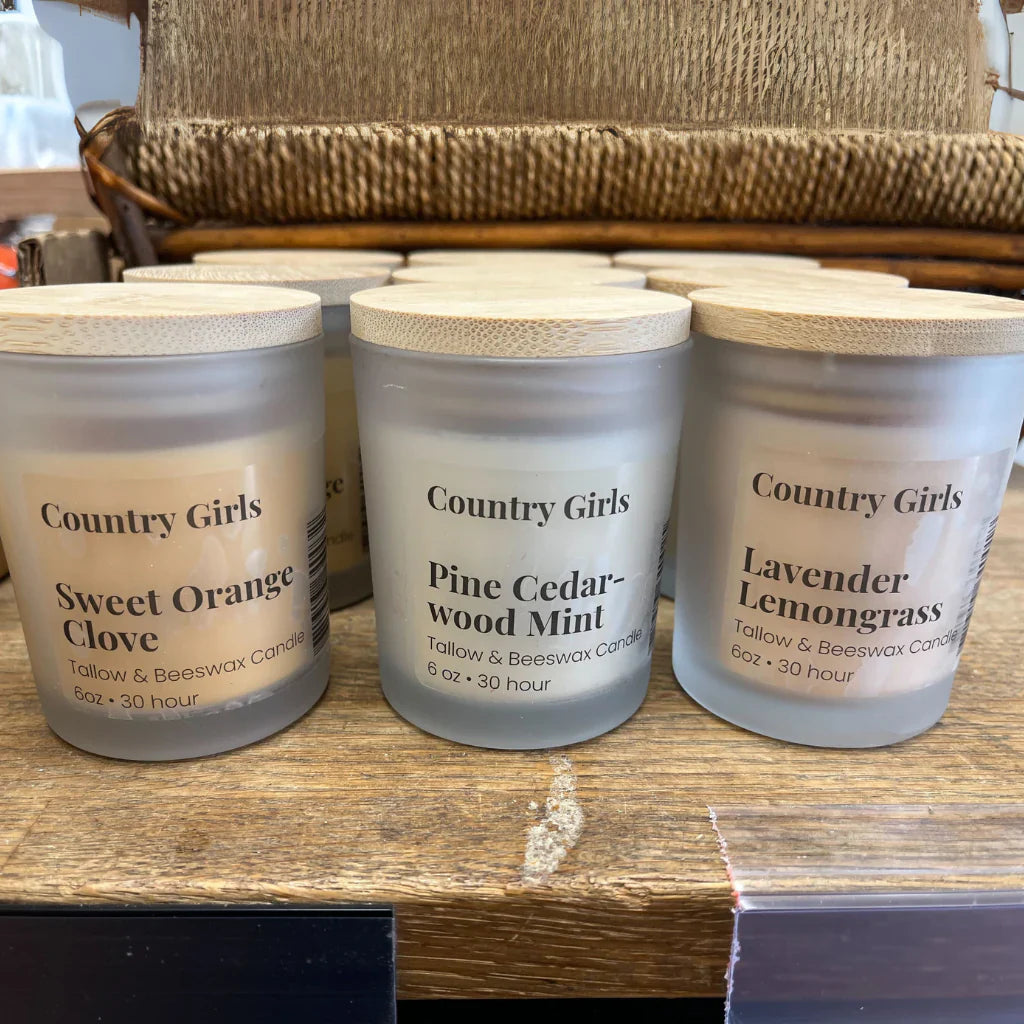 Country Girls
Sweet Orange
Clove
Tallow & Beeswax Candle
6oz • 30 hour
Country Girls
Pine Cedar-
wood Mint
Tallow & Beeswax Candle
6 oz • 30 hour
Country Girls
Lavender
Lemongrass
Tallow & Beeswax Candle
6oz • 30 hour